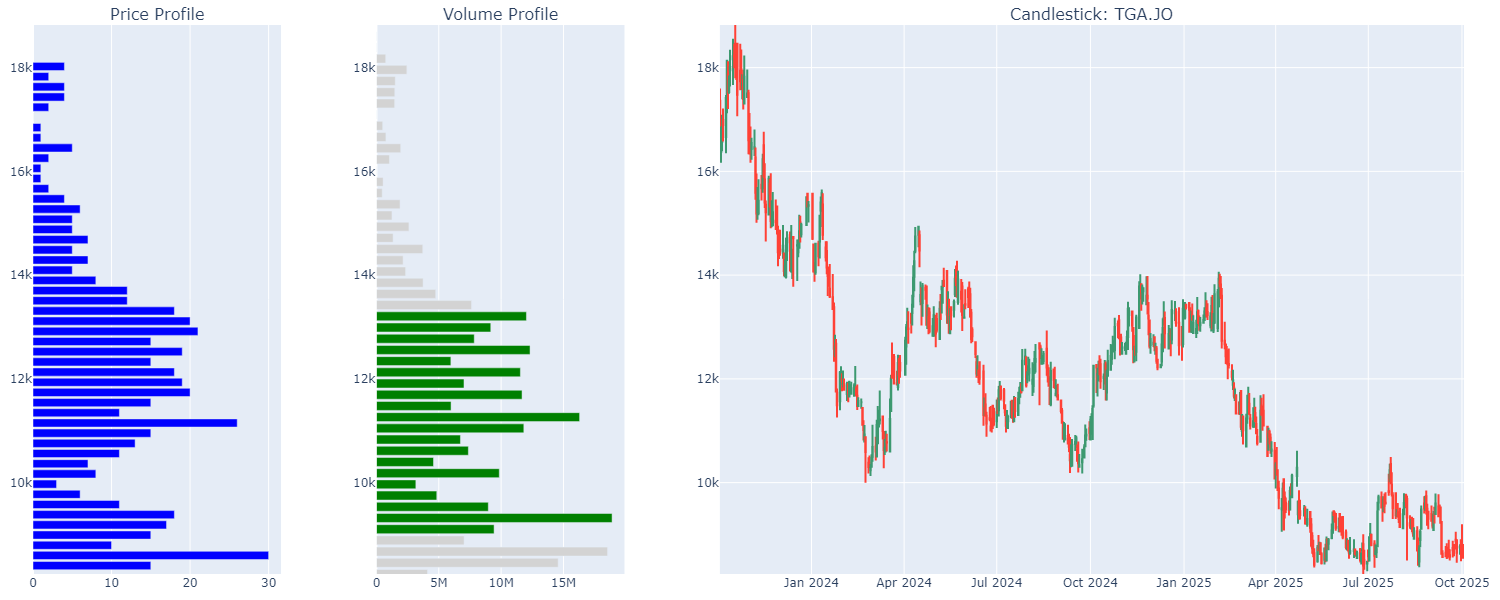 Price Profile
Volume Profile
Candlestick: TGA.JO
18k
16k
14k
12k
10k
0
10
20
30
18k
16k
14k
12k
10k
0
5M
10M
15M
18k
16k
14k
12k
10k
Jan 2024
Apr 2024
Jul 2024
Oct 2024
Jan 2025
Apr 2025
Jul 2025
Oct 2025